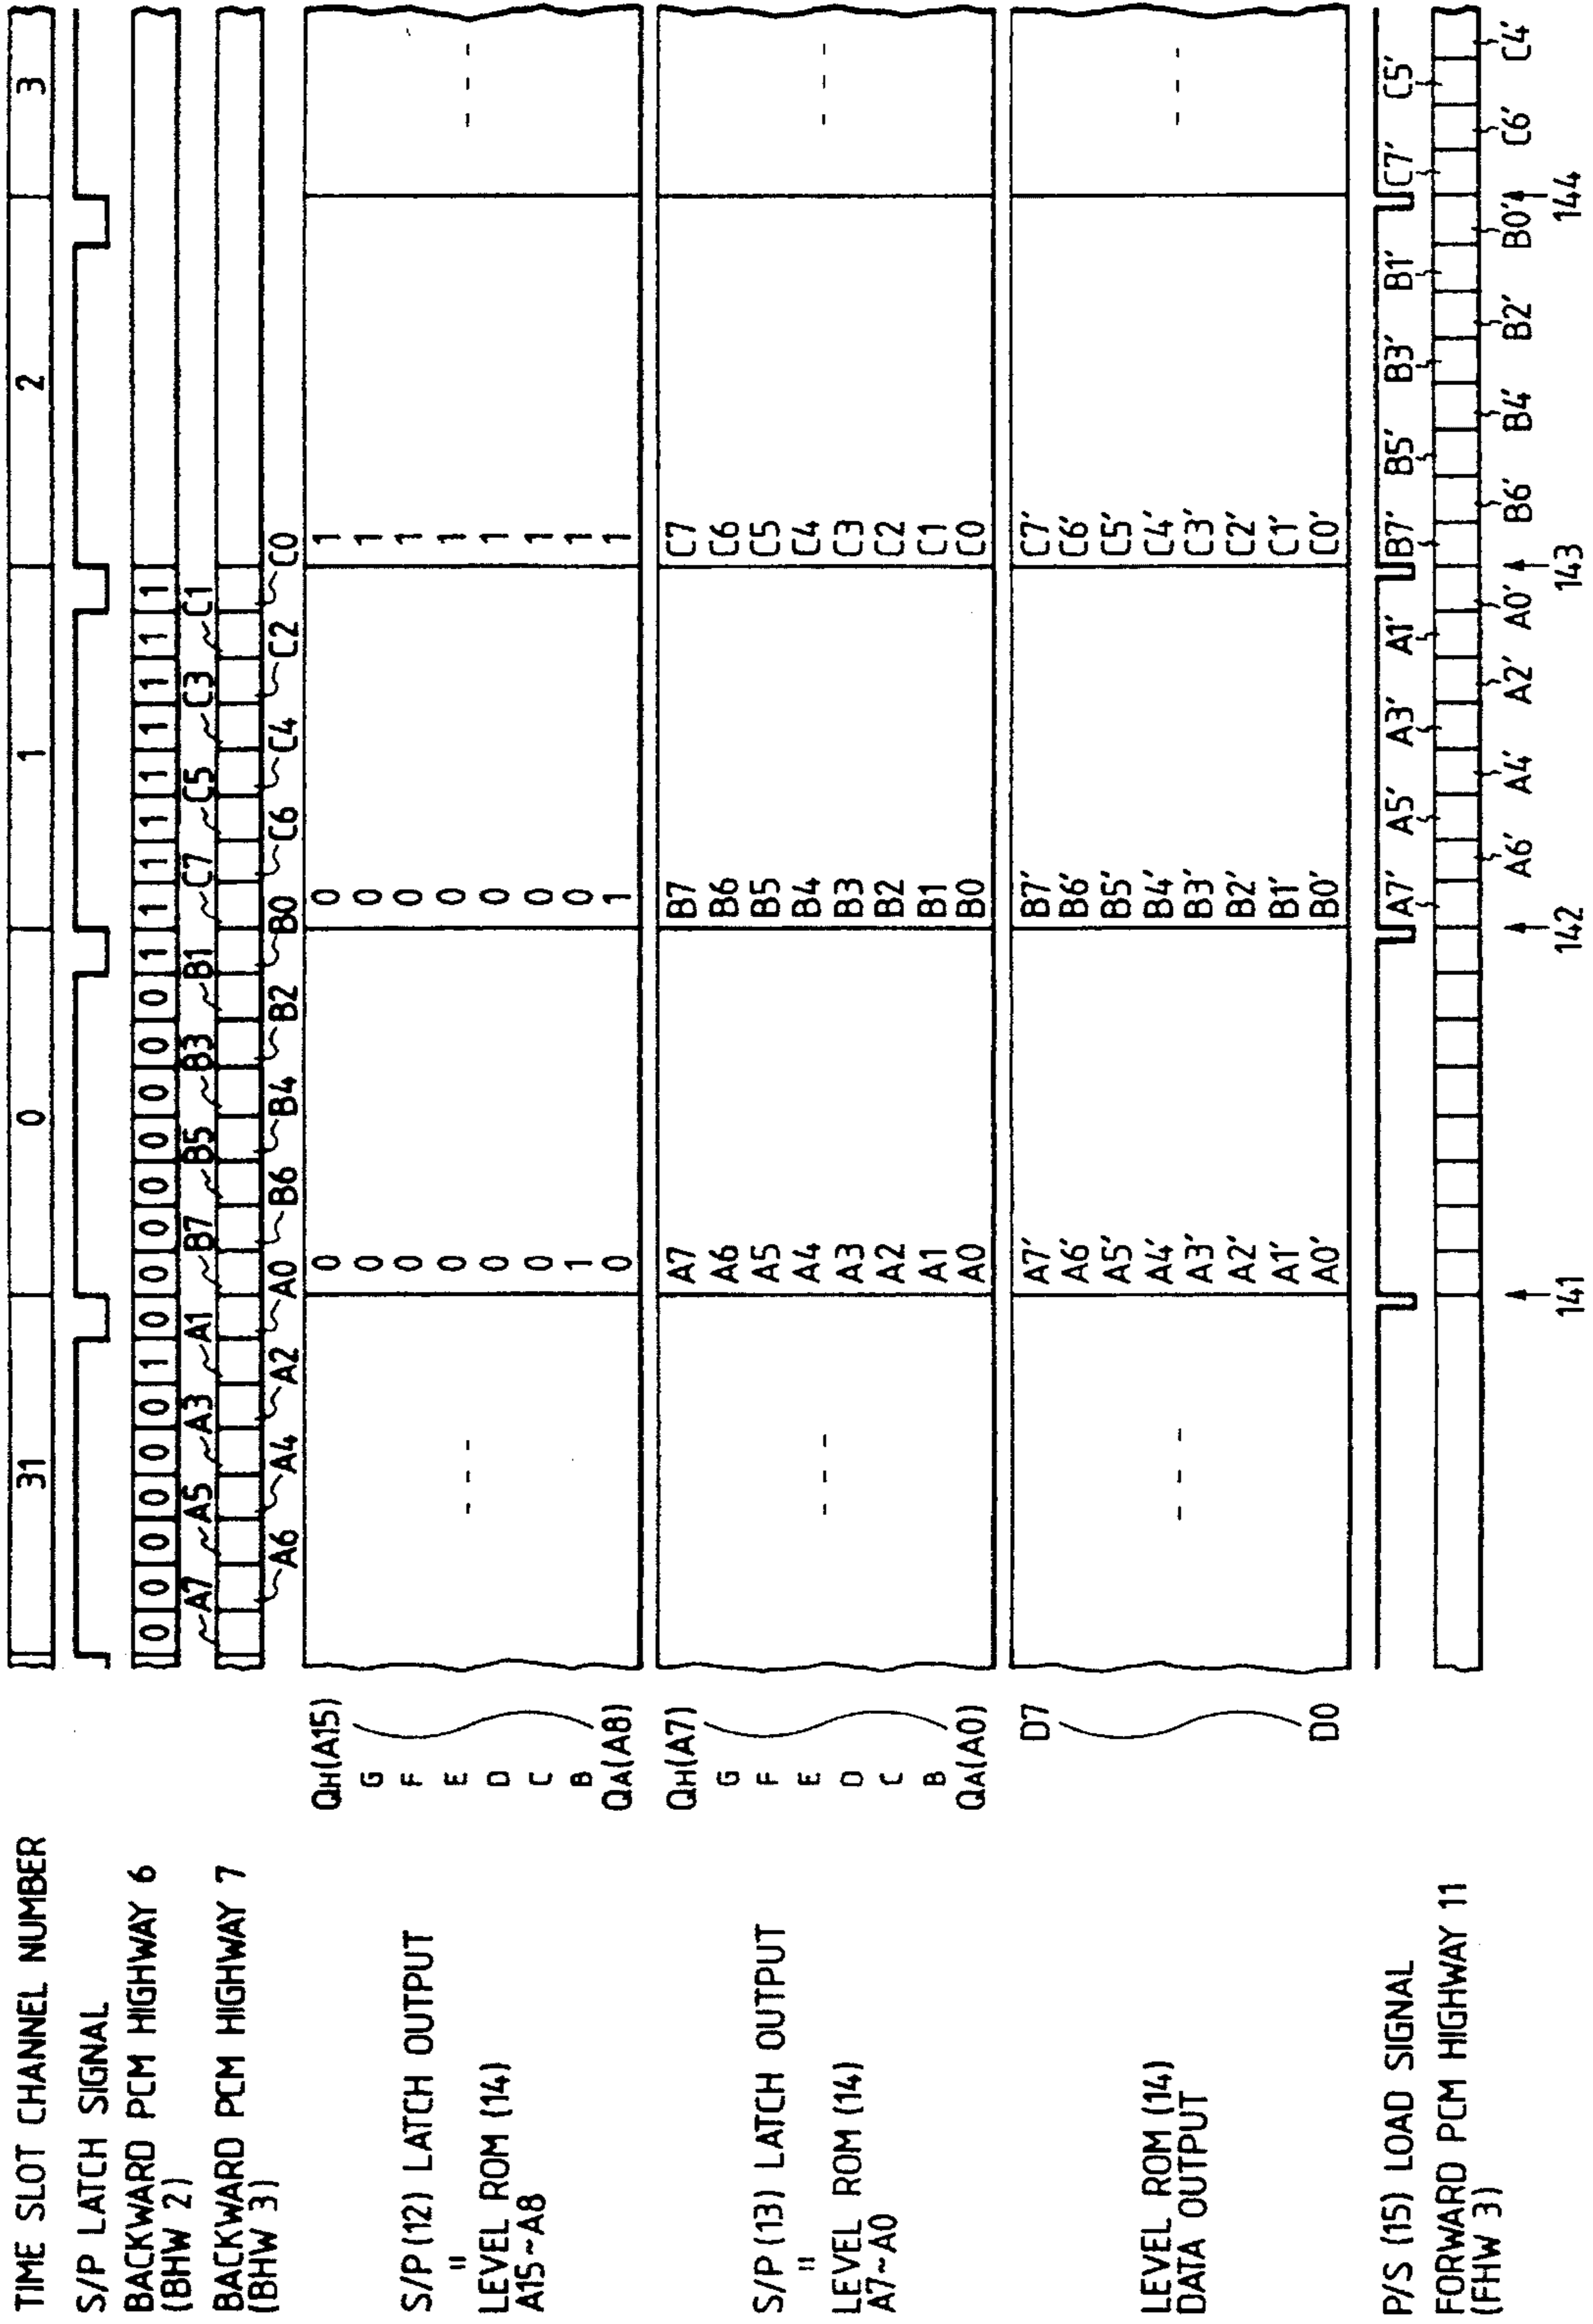 TIME SLOT CHANNEL NUMBER
31 0 1 2 3
S/P LATCH SIGNAL
BACKWARD PCM HIGHWAY 6
(BHW 2)
0 0 0 0 0 0 1 0 0 0 0 0 0 0 0 1 1 1 1 1 1 1 1 1
BACKWARD PCM HIGHWAY 7
(BHW 3)
A7 A5 A3 A1 B7 B5 B3 B1 C7 C5 C3 C1
A6 A4 A2 A0 B6 B4 B2 B0 C6 C4 C2 C0
S/P (12) LATCH OUTPUT
"
LEVEL ROM (14)
A15~A8
QH(A15) 0 0 1
G 0 0 1
F 0 0 1
E 0 0 1
D 0 0 1
C 0 0 1
B 1 0 1
QA(A8) 0 1 1
S/P (13) LATCH OUTPUT
"
LEVEL ROM (14)
A7~A0
QH(A7) A7 B7 C7
G A6 B6 C6
F A5 B5 C5
E A4 B4 C4
D A3 B3 C3
C A2 B2 C2
B A1 B1 C1
QA(A0) A0 B0 C0
LEVEL ROM (14)
DATA OUTPUT
D7 A7' B7' C7'
A6' B6' C6'
A5' B5' C5'
A4' B4' C4'
A3' B3' C3'
A2' B2' C2'
A1' B1' C1'
D0 A0' B0' C0'
P/S (15) LOAD SIGNAL
FORWARD PCM HIGHWAY 11
(FHW 3)
A7' A5' A3' A1' B7' B5' B3' B1' C7' C5'
A6' A4' A2' A0' B6' B4' B2' B0' C6' C4'
141 142 143 144